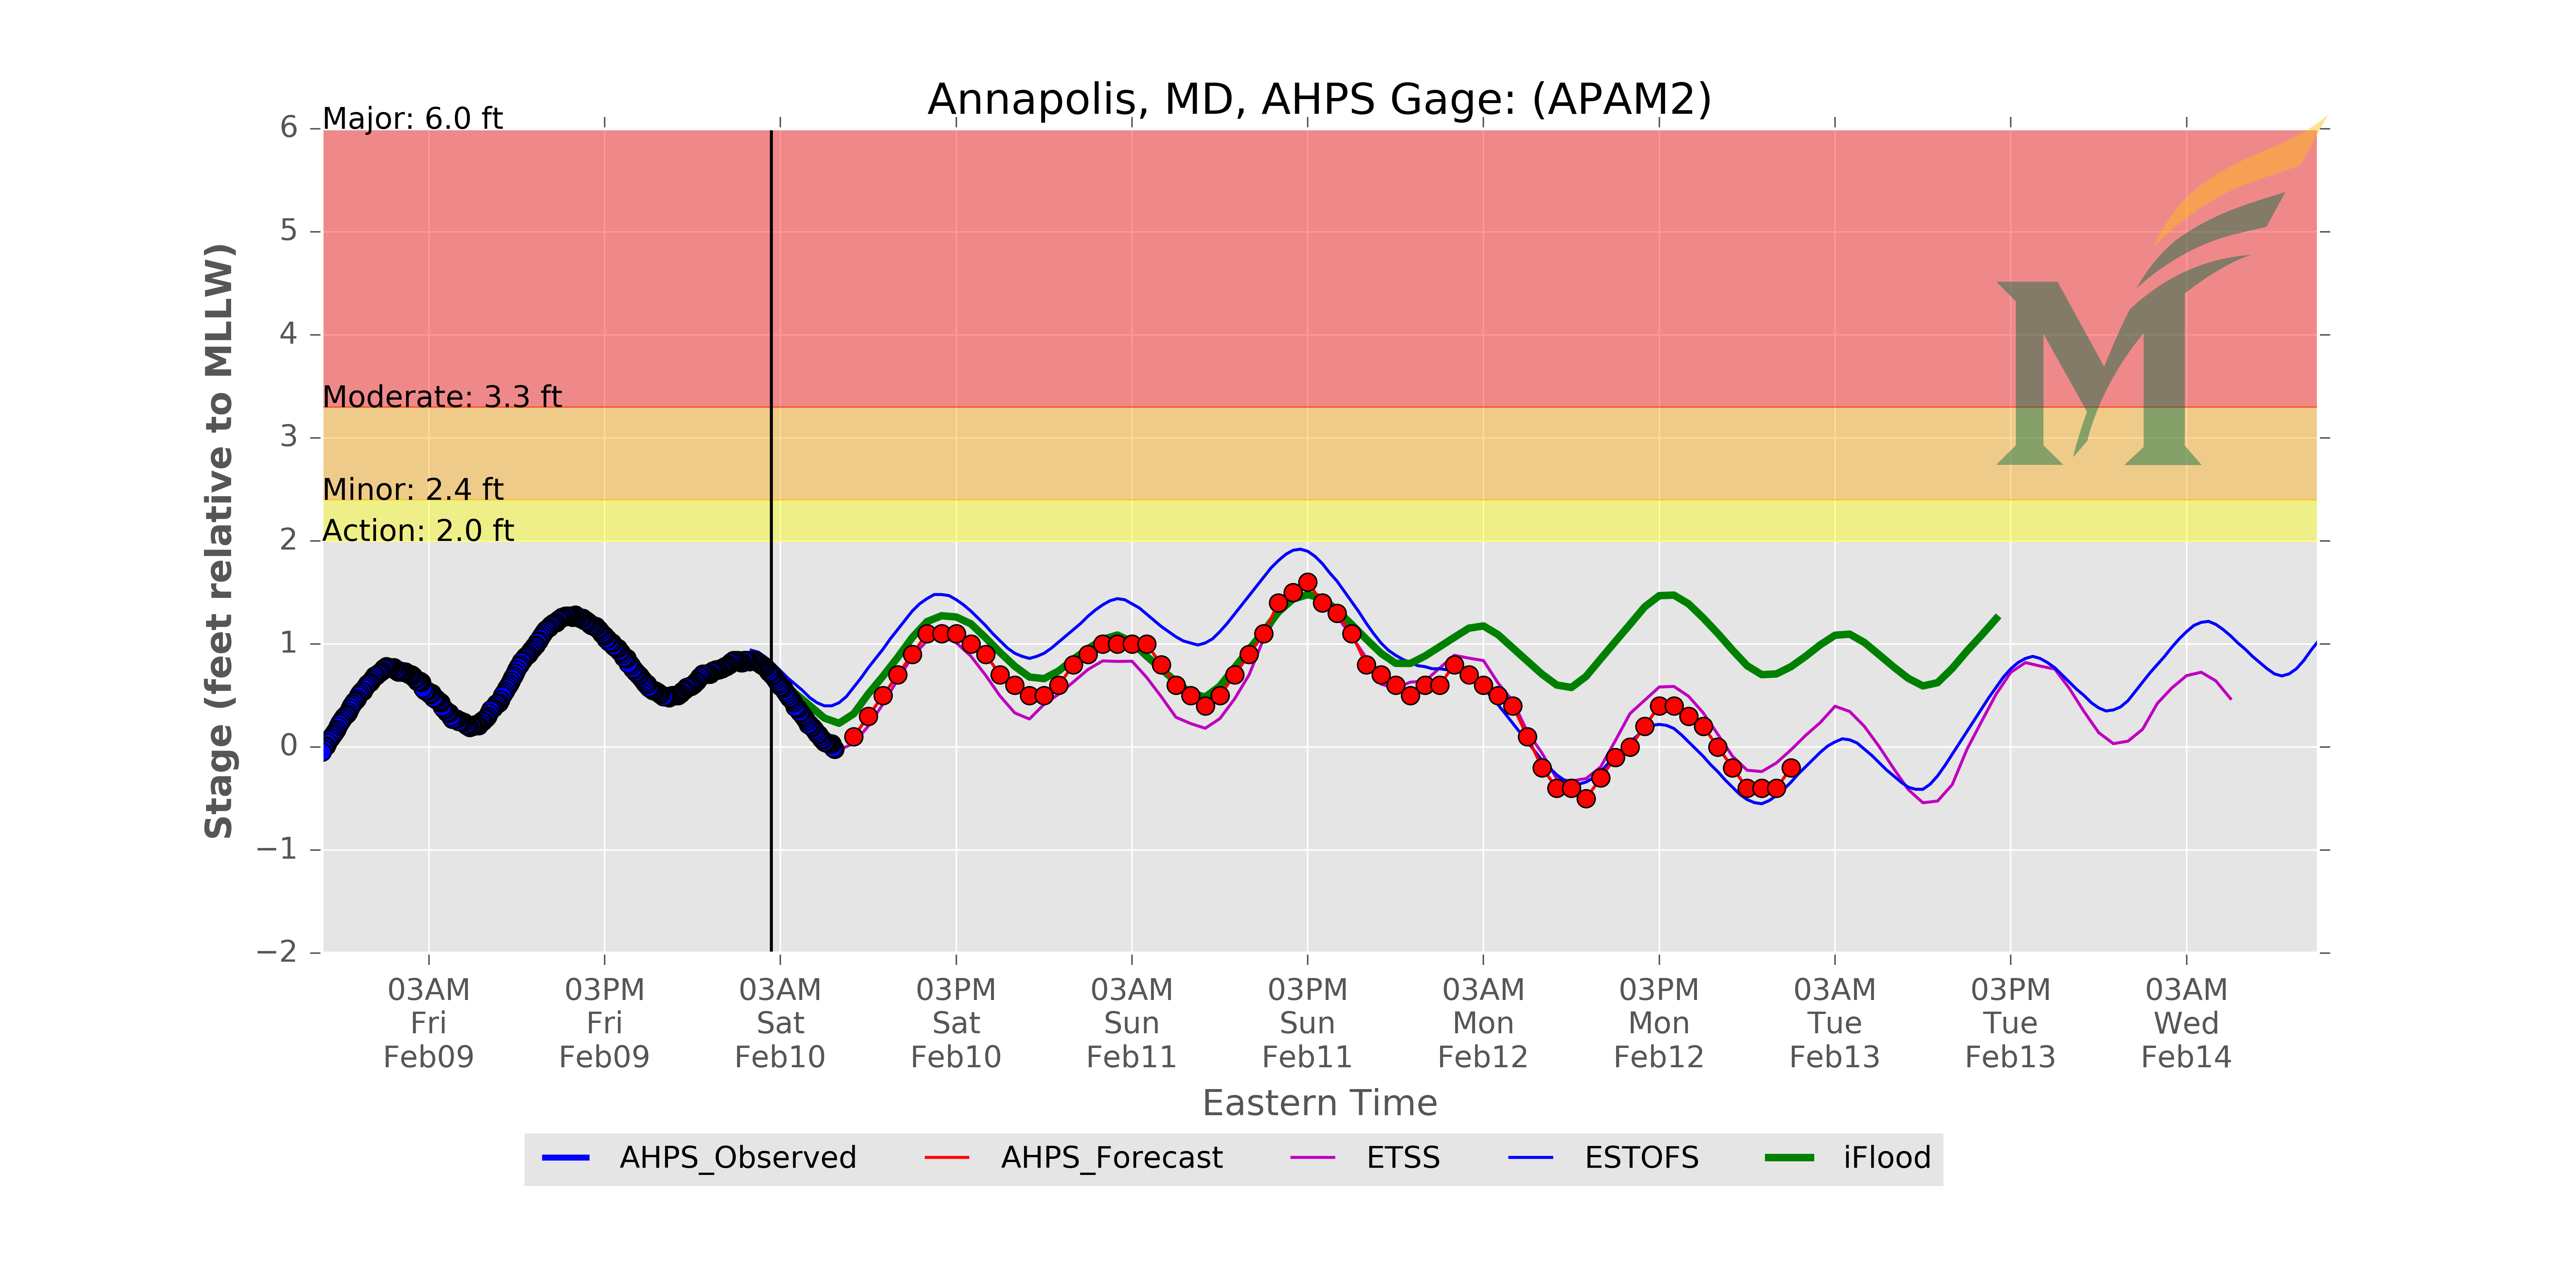 Annapolis, MD, AHPS Gage: (APAM2)
Major: 6.0 ft
Moderate: 3.3 ft
Minor: 2.4 ft
Action: 2.0 ft
Stage (feet relative to MLLW)
6
5
4
3
2
1
0
−1
−2
03AM Fri Feb09
03PM Fri Feb09
03AM Sat Feb10
03PM Sat Feb10
03AM Sun Feb11
03PM Sun Feb11
03AM Mon Feb12
03PM Mon Feb12
03AM Tue Feb13
03PM Tue Feb13
03AM Wed Feb14
Eastern Time
AHPS_Observed
AHPS_Forecast
ETSS
ESTOFS
iFlood
M